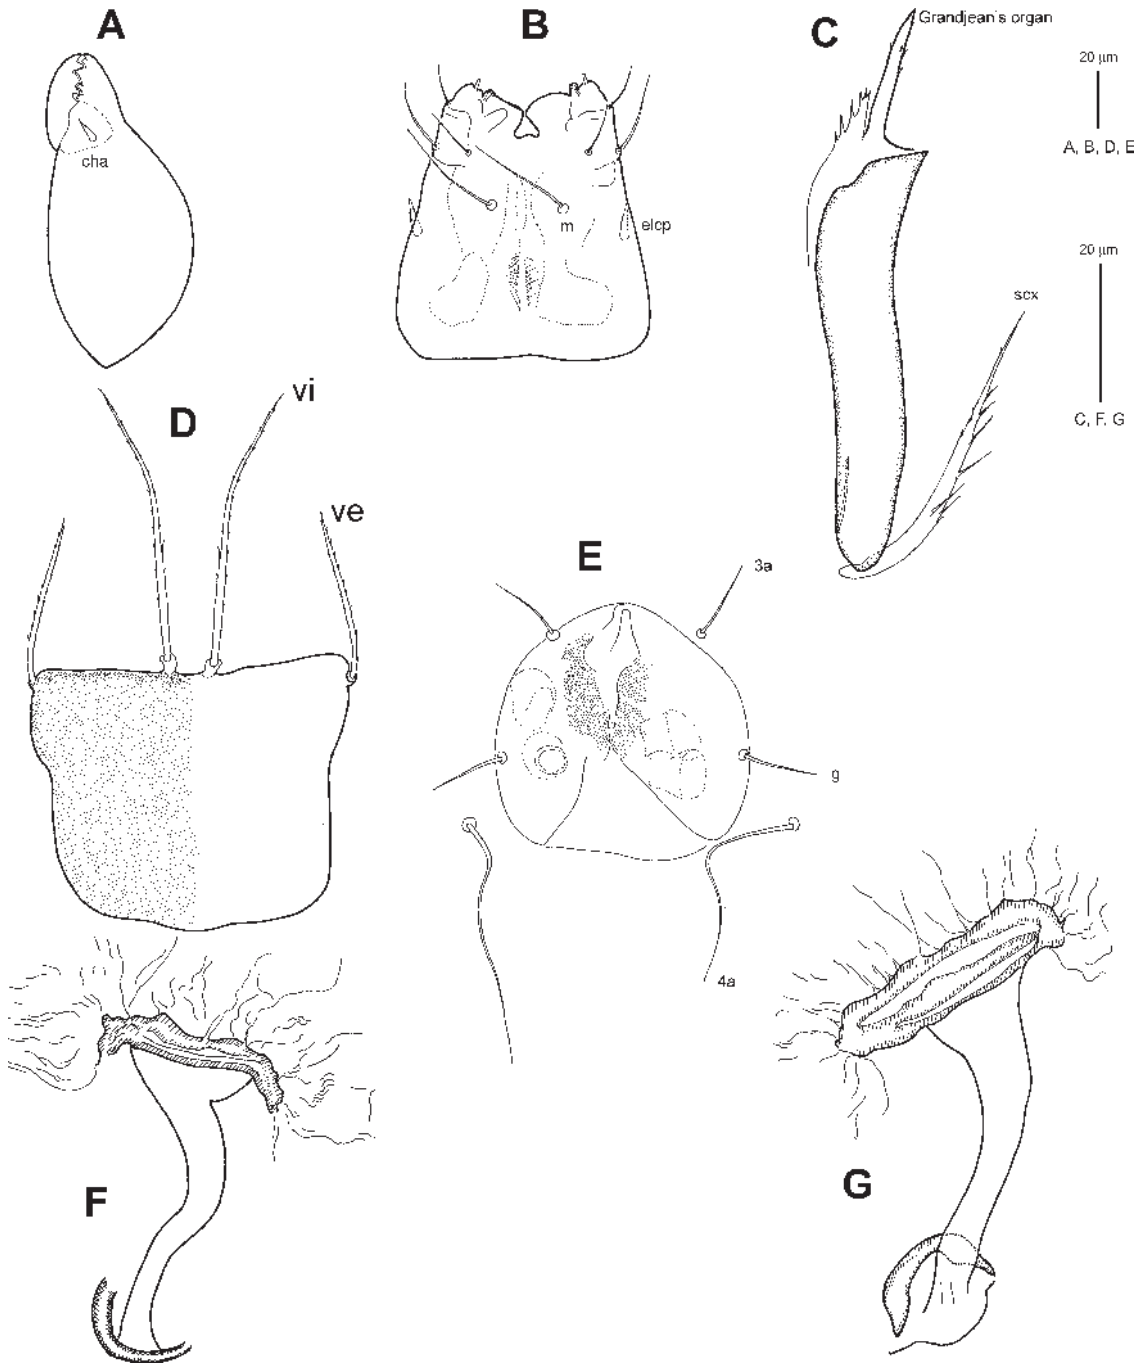 A
B
C
Grandjean's organ
20 µm
A, B, D, E
cha
m
elcp
20 µm
scx
C, F, G
D
vi
ve
E
3a
g
4a
F
G